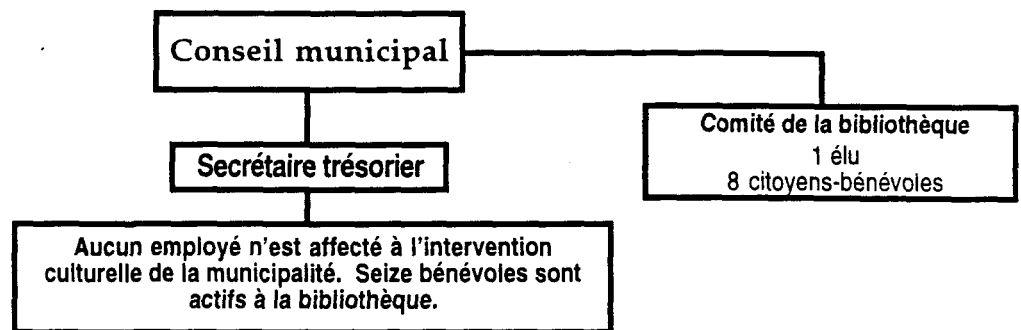 Conseil municipal
Comité de la bibliothèque
1 élu
8 citoyens-bénévoles
Secrétaire trésorier
Aucun employé n'est affecté à l'intervention
culturelle de la municipalité. Seize bénévoles sont
actifs à la bibliothèque.